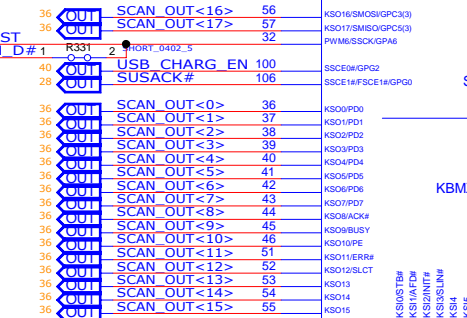 36 OUT SCAN_OUT<16> 56 KSO16/SMOSI/GPC3(3)
36 OUT SCAN_OUT<17> 57 KSO17/SMISO/GPC5(3)
ST 32 PWM6/SSCK/GPA6
_D# 1 R331 2 SHORT_0402_5
40 OUT USB_CHARG_EN 100 SSCE0#/GPG2
28 OUT SUSACK# 106 SSCE1#/FSCE1#/GPG0
36 OUT SCAN_OUT<0> 36 KSO0/PD0
36 OUT SCAN_OUT<1> 37 KSO1/PD1
36 OUT SCAN_OUT<2> 38 KSO2/PD2
36 OUT SCAN_OUT<3> 39 KSO3/PD3
36 OUT SCAN_OUT<4> 40 KSO4/PD4
36 OUT SCAN_OUT<5> 41 KSO5/PD5
36 OUT SCAN_OUT<6> 42 KSO6/PD6
36 OUT SCAN_OUT<7> 43 KSO7/PD7
36 OUT SCAN_OUT<8> 44 KSO8/ACK#
36 OUT SCAN_OUT<9> 45 KSO9/BUSY
36 OUT SCAN_OUT<10> 46 KSO10/PE
36 OUT SCAN_OUT<11> 51 KSO11/ERR#
36 OUT SCAN_OUT<12> 52 KSO12/SLCT
36 OUT SCAN_OUT<13> 53 KSO13
36 OUT SCAN_OUT<14> 54 KSO14
36 OUT SCAN_OUT<15> 55 KSO15
KBM
KSI0/STB#
KSI1/AFD#
KSI2/INIT#
KSI3/SLIN#
KSI4